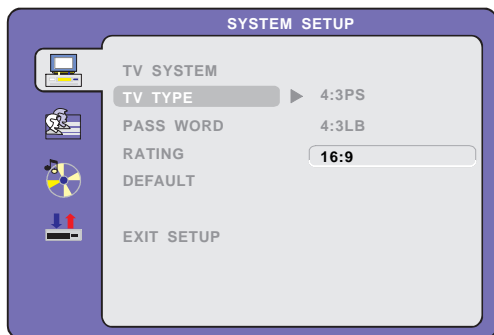 SYSTEM SETUP
TV SYSTEM
TV TYPE
4:3PS
PASS WORD
4:3LB
RATING
16:9
DEFAULT
EXIT SETUP